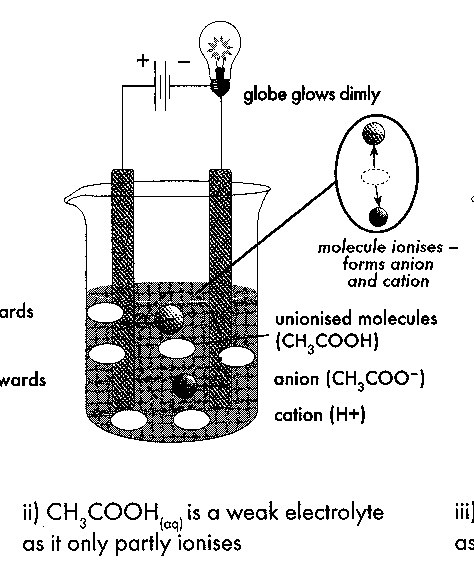 + −
globe glows dimly
molecule ionises –
forms anion
and cation
ards
unionised molecules
(CH₃COOH)
wards
anion (CH₃COO⁻)
cation (H+)
ii) CH₃COOH₍aq₎ is a weak electrolyte
as it only partly ionises
iii)
as